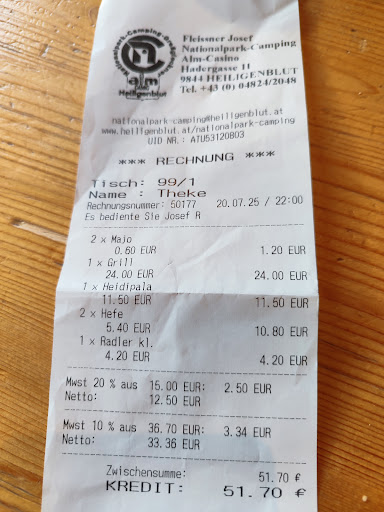 Nationalpark-Camping
n
alm
Heiligenblut
Fleissner Josef
Nationalpark-Camping
Alm-Casino
Hadergasse 11
9844 HEILIGENBLUT
Tel. +43 (0) 04824/2048
nationalpark-camping@heiligenblut.at
www.heiligenblut.at/nationalpark-camping
UID NR.: ATU53120803
*** RECHNUNG ***
Tisch: 99/1
Name : Theke
Rechnungsnummer: 50177 20.07.25 / 22:00
Es bediente Sie Josef R
2 x Majo
0.60 EUR 1.20 EUR
1 x Grill
24.00 EUR 24.00 EUR
1 x Heidipala
11.50 EUR 11.50 EUR
2 x Hefe
5.40 EUR 10.80 EUR
1 x Radler kl.
4.20 EUR 4.20 EUR
Mwst 20 % aus 15.00 EUR: 2.50 EUR
Netto: 12.50 EUR
Mwst 10 % aus 36.70 EUR: 3.34 EUR
Netto: 33.36 EUR
Zwischensumme: 51.70 €
KREDIT: 51.70 €